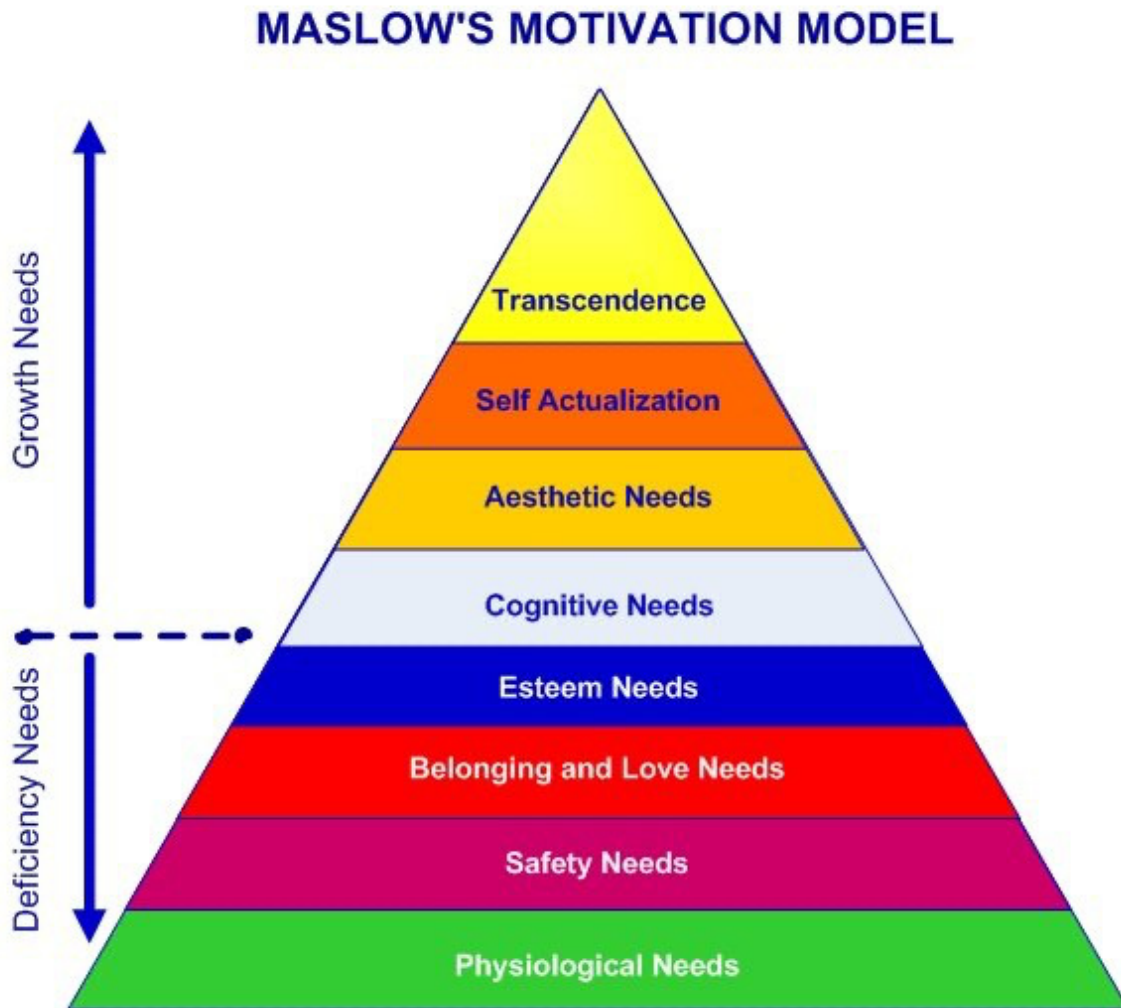 MASLOW'S MOTIVATION MODEL
Growth Needs
Deficiency Needs
Transcendence
Self Actualization
Aesthetic Needs
Cognitive Needs
Esteem Needs
Belonging and Love Needs
Safety Needs
Physiological Needs